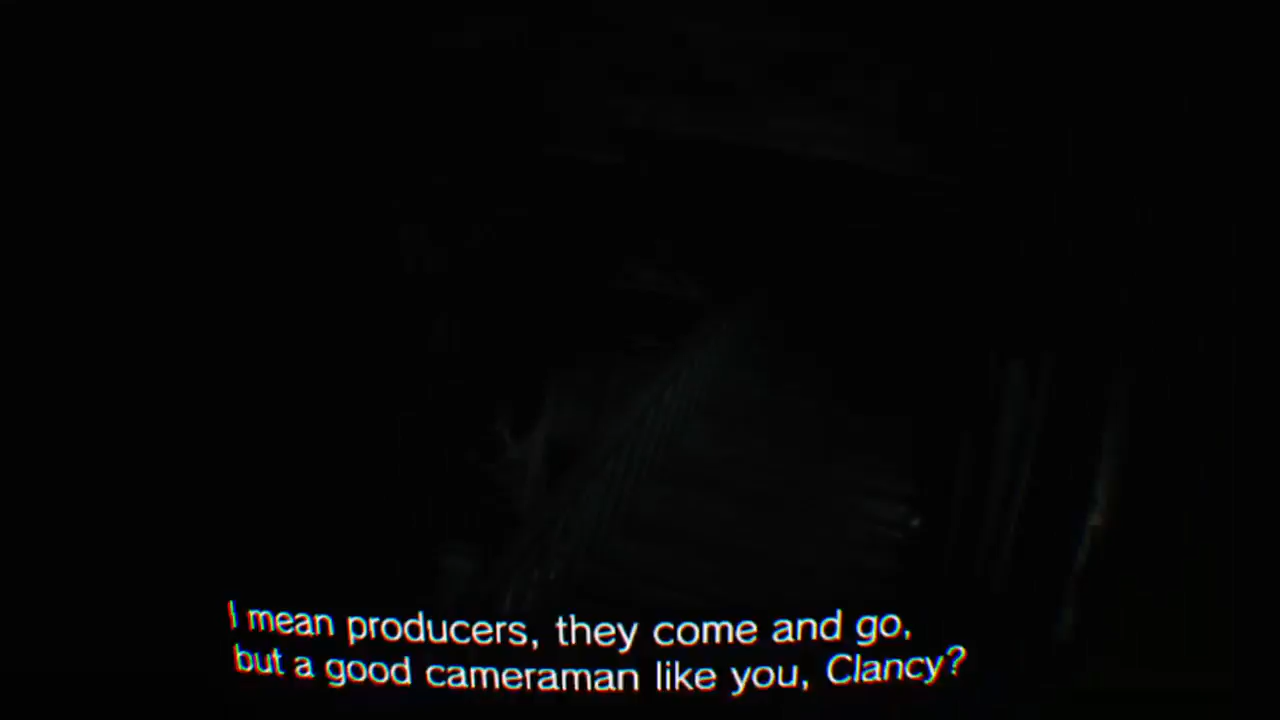 I mean producers, they come and go,
but a good cameraman like you, Clancy?